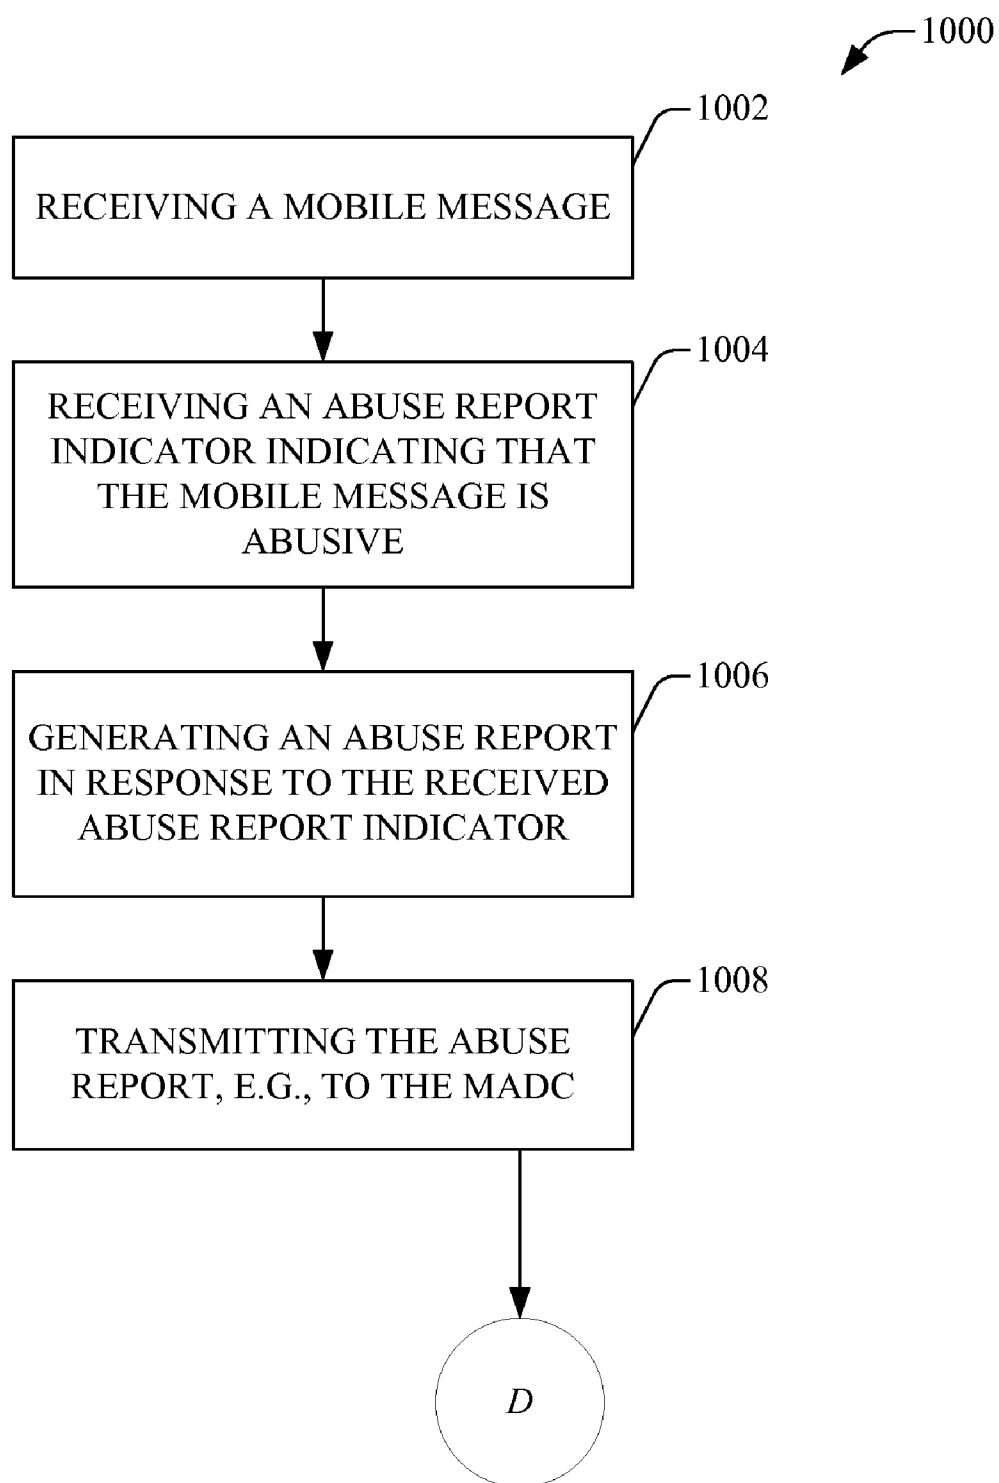 1000
1002
RECEIVING A MOBILE MESSAGE
1004
RECEIVING AN ABUSE REPORT
INDICATOR INDICATING THAT
THE MOBILE MESSAGE IS
ABUSIVE
1006
GENERATING AN ABUSE REPORT
IN RESPONSE TO THE RECEIVED
ABUSE REPORT INDICATOR
1008
TRANSMITTING THE ABUSE
REPORT, E.G., TO THE MADC
D